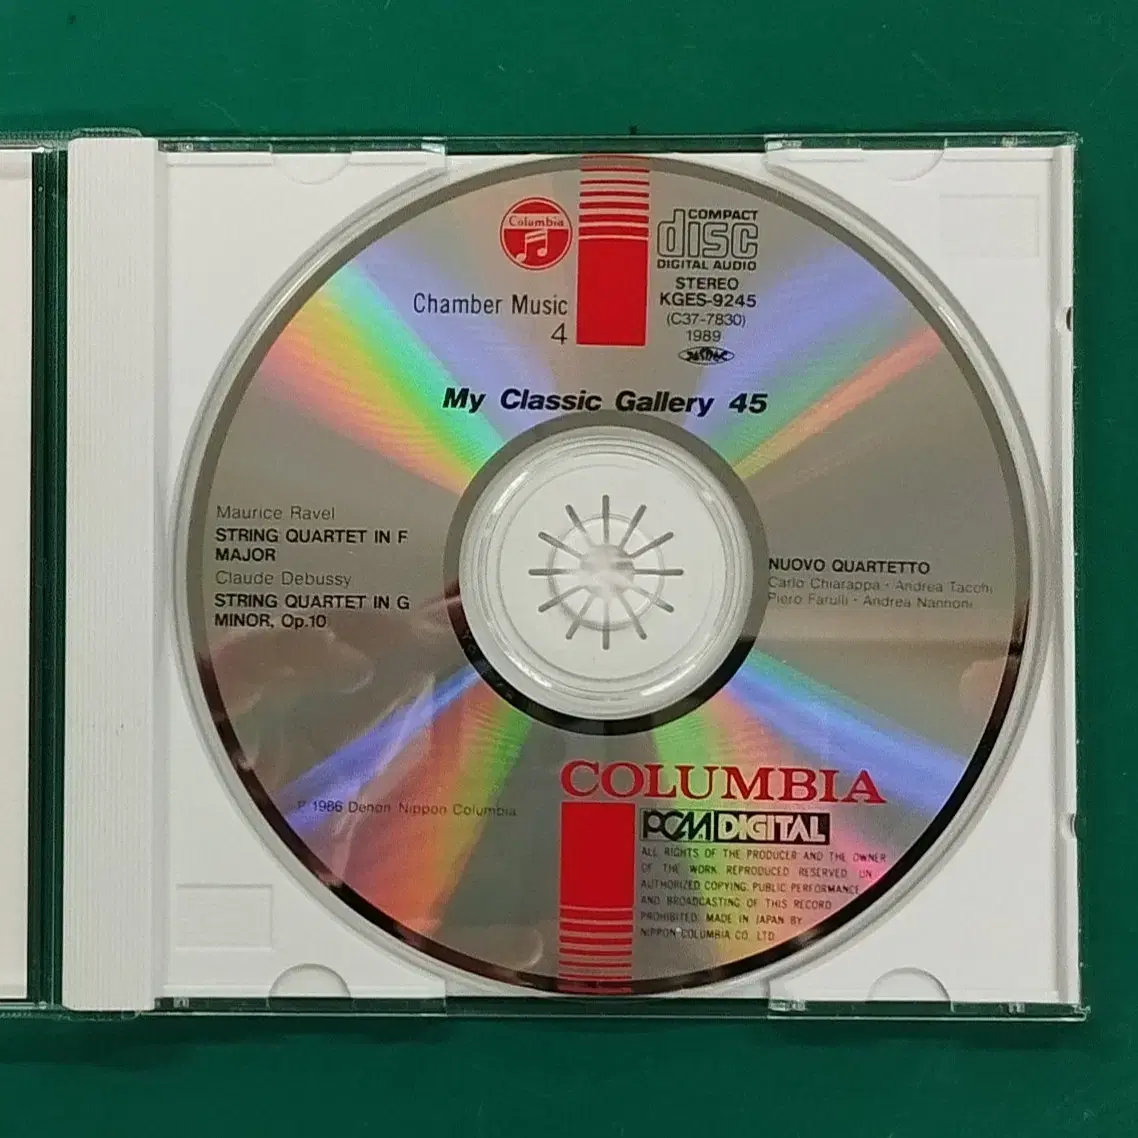 Columbia
COMPACT
disc
DIGITAL AUDIO
STEREO
KGES-9245
(C37-7830)
1989
JASRAC
Chamber Music
4
My Classic Gallery 45
Maurice Ravel
STRING QUARTET IN F
MAJOR
Claude Debussy
STRING QUARTET IN G
MINOR, Op.10
NUOVO QUARTETTO
Carlo Chiarappa · Andrea Tacchi
Piero Farulli · Andrea Nannoni
COLUMBIA
℗ 1986 Denon Nippon Columbia
PCM DIGITAL
ALL RIGHTS OF THE PRODUCER AND THE OWNER
OF THE WORK REPRODUCED RESERVED UN
AUTHORIZED COPYING, PUBLIC PERFORMANCE
AND BROADCASTING OF THIS RECORD
PROHIBITED. MADE IN JAPAN BY
NIPPON COLUMBIA CO. LTD.